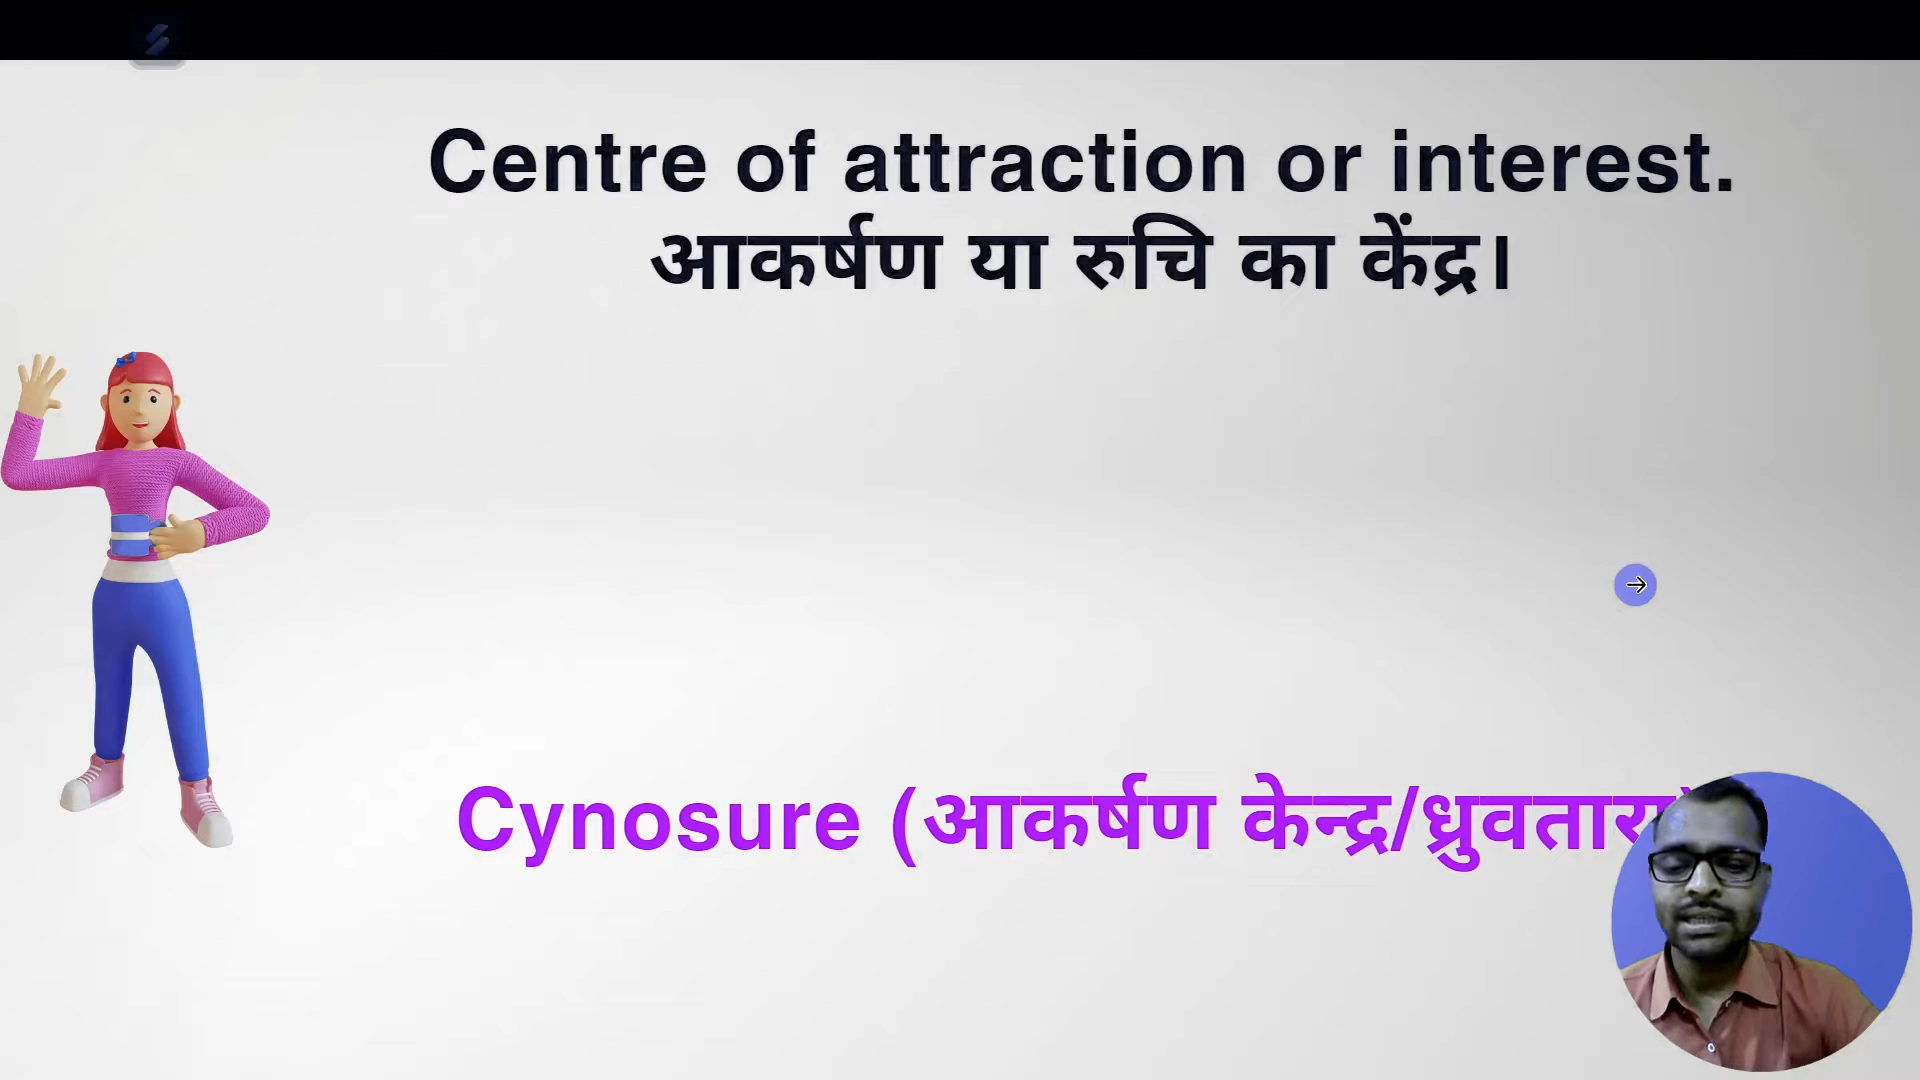 Centre of attraction or interest.
आकर्षण या रुचि का केंद्र।
Cynosure (आकर्षण केन्द्र/ध्रुवतारा)